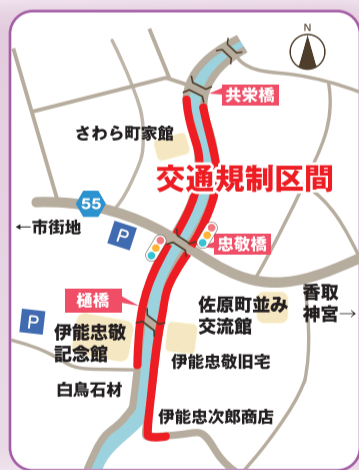 N
共栄橋
さわら町家館
交通規制区間
55
←市街地
P
忠敬橋
樋橋
佐原町並み
交流館
香取
神宮→
P
伊能忠敬
記念館
伊能忠敬旧宅
白鳥石材
伊能忠次郎商店